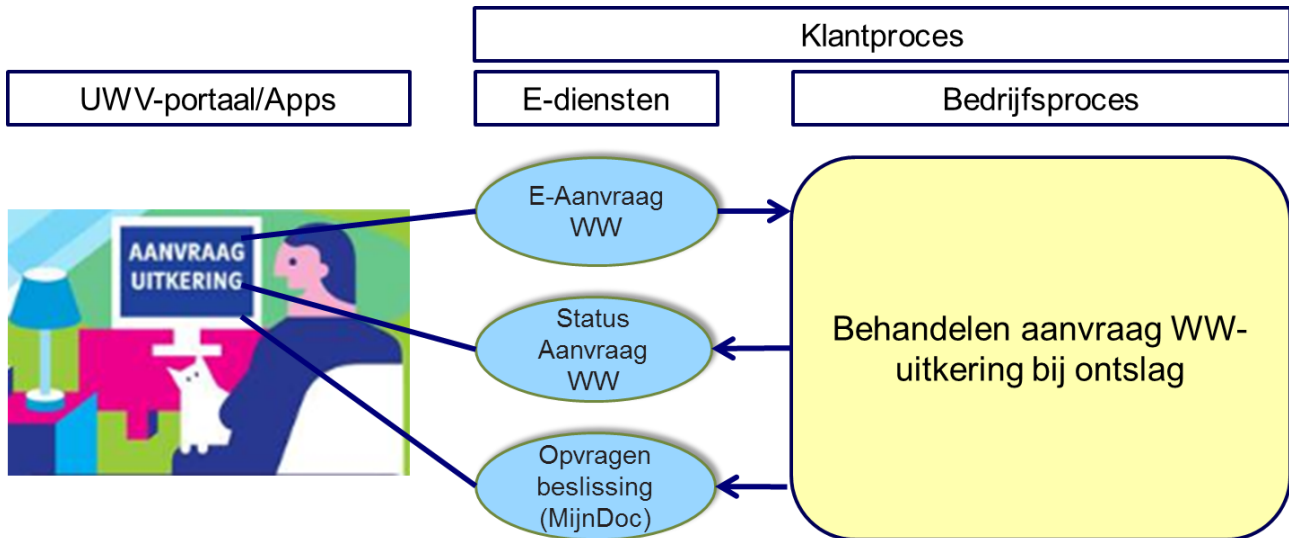 Klantproces
UWV-portaal/Apps
E-diensten
Bedrijfsproces
AANVRAAG
UITKERING
E-Aanvraag
WW
Status
Aanvraag
WW
Opvragen
beslissing
(MijnDoc)
Behandelen aanvraag WW-
uitkering bij ontslag